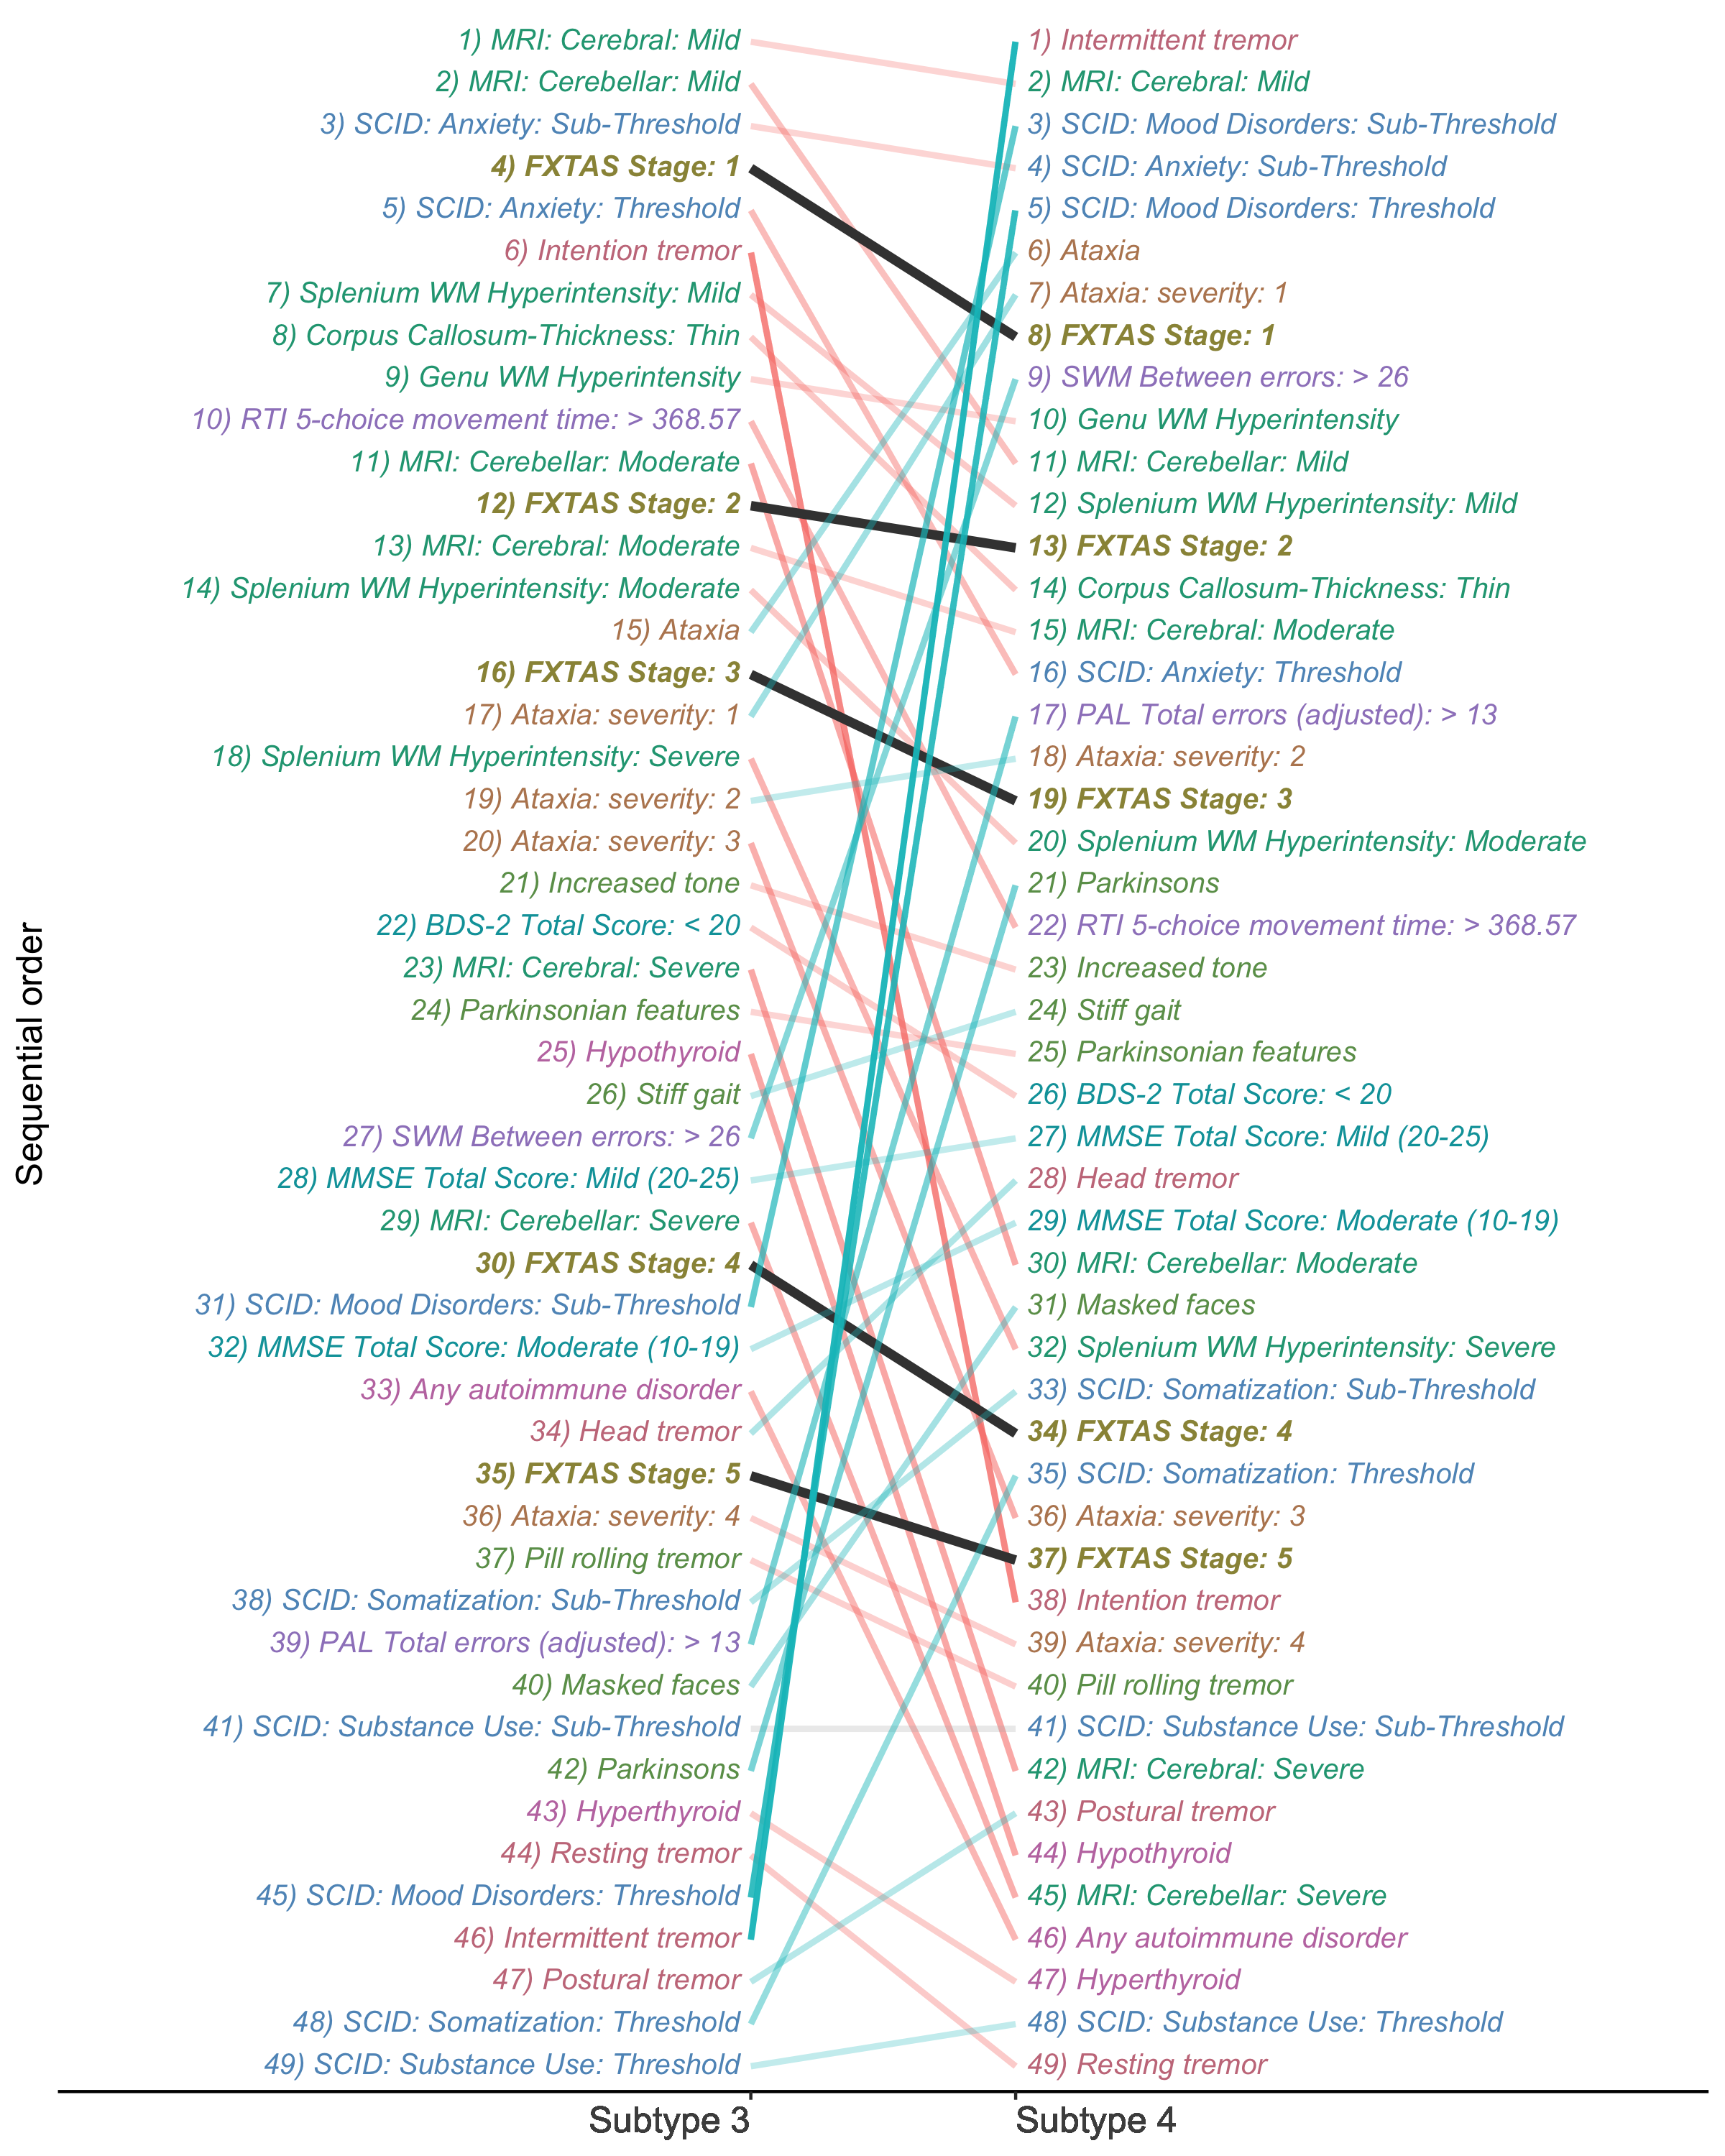 Sequential order
1) MRI: Cerebral: Mild
2) MRI: Cerebellar: Mild
3) SCID: Anxiety: Sub-Threshold
4) FXTAS Stage: 1
5) SCID: Anxiety: Threshold
6) Intention tremor
7) Splenium WM Hyperintensity: Mild
8) Corpus Callosum-Thickness: Thin
9) Genu WM Hyperintensity
10) RTI 5-choice movement time: > 368.57
11) MRI: Cerebellar: Moderate
12) FXTAS Stage: 2
13) MRI: Cerebral: Moderate
14) Splenium WM Hyperintensity: Moderate
15) Ataxia
16) FXTAS Stage: 3
17) Ataxia: severity: 1
18) Splenium WM Hyperintensity: Severe
19) Ataxia: severity: 2
20) Ataxia: severity: 3
21) Increased tone
22) BDS-2 Total Score: < 20
23) MRI: Cerebral: Severe
24) Parkinsonian features
25) Hypothyroid
26) Stiff gait
27) SWM Between errors: > 26
28) MMSE Total Score: Mild (20-25)
29) MRI: Cerebellar: Severe
30) FXTAS Stage: 4
31) SCID: Mood Disorders: Sub-Threshold
32) MMSE Total Score: Moderate (10-19)
33) Any autoimmune disorder
34) Head tremor
35) FXTAS Stage: 5
36) Ataxia: severity: 4
37) Pill rolling tremor
38) SCID: Somatization: Sub-Threshold
39) PAL Total errors (adjusted): > 13
40) Masked faces
41) SCID: Substance Use: Sub-Threshold
42) Parkinsons
43) Hyperthyroid
44) Resting tremor
45) SCID: Mood Disorders: Threshold
46) Intermittent tremor
47) Postural tremor
48) SCID: Somatization: Threshold
49) SCID: Substance Use: Threshold
Subtype 3
1) Intermittent tremor
2) MRI: Cerebral: Mild
3) SCID: Mood Disorders: Sub-Threshold
4) SCID: Anxiety: Sub-Threshold
5) SCID: Mood Disorders: Threshold
6) Ataxia
7) Ataxia: severity: 1
8) FXTAS Stage: 1
9) SWM Between errors: > 26
10) Genu WM Hyperintensity
11) MRI: Cerebellar: Mild
12) Splenium WM Hyperintensity: Mild
13) FXTAS Stage: 2
14) Corpus Callosum-Thickness: Thin
15) MRI: Cerebral: Moderate
16) SCID: Anxiety: Threshold
17) PAL Total errors (adjusted): > 13
18) Ataxia: severity: 2
19) FXTAS Stage: 3
20) Splenium WM Hyperintensity: Moderate
21) Parkinsons
22) RTI 5-choice movement time: > 368.57
23) Increased tone
24) Stiff gait
25) Parkinsonian features
26) BDS-2 Total Score: < 20
27) MMSE Total Score: Mild (20-25)
28) Head tremor
29) MMSE Total Score: Moderate (10-19)
30) MRI: Cerebellar: Moderate
31) Masked faces
32) Splenium WM Hyperintensity: Severe
33) SCID: Somatization: Sub-Threshold
34) FXTAS Stage: 4
35) SCID: Somatization: Threshold
36) Ataxia: severity: 3
37) FXTAS Stage: 5
38) Intention tremor
39) Ataxia: severity: 4
40) Pill rolling tremor
41) SCID: Substance Use: Sub-Threshold
42) MRI: Cerebral: Severe
43) Postural tremor
44) Hypothyroid
45) MRI: Cerebellar: Severe
46) Any autoimmune disorder
47) Hyperthyroid
48) SCID: Substance Use: Threshold
49) Resting tremor
Subtype 4